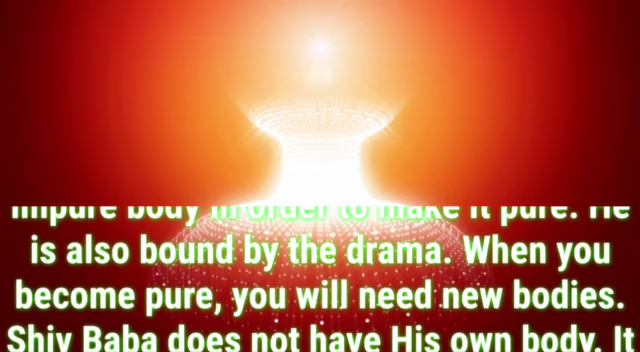 impure body in order to make it pure. He
is also bound by the drama. When you
become pure, you will need new bodies.
Shiv Baba does not have His own body. It